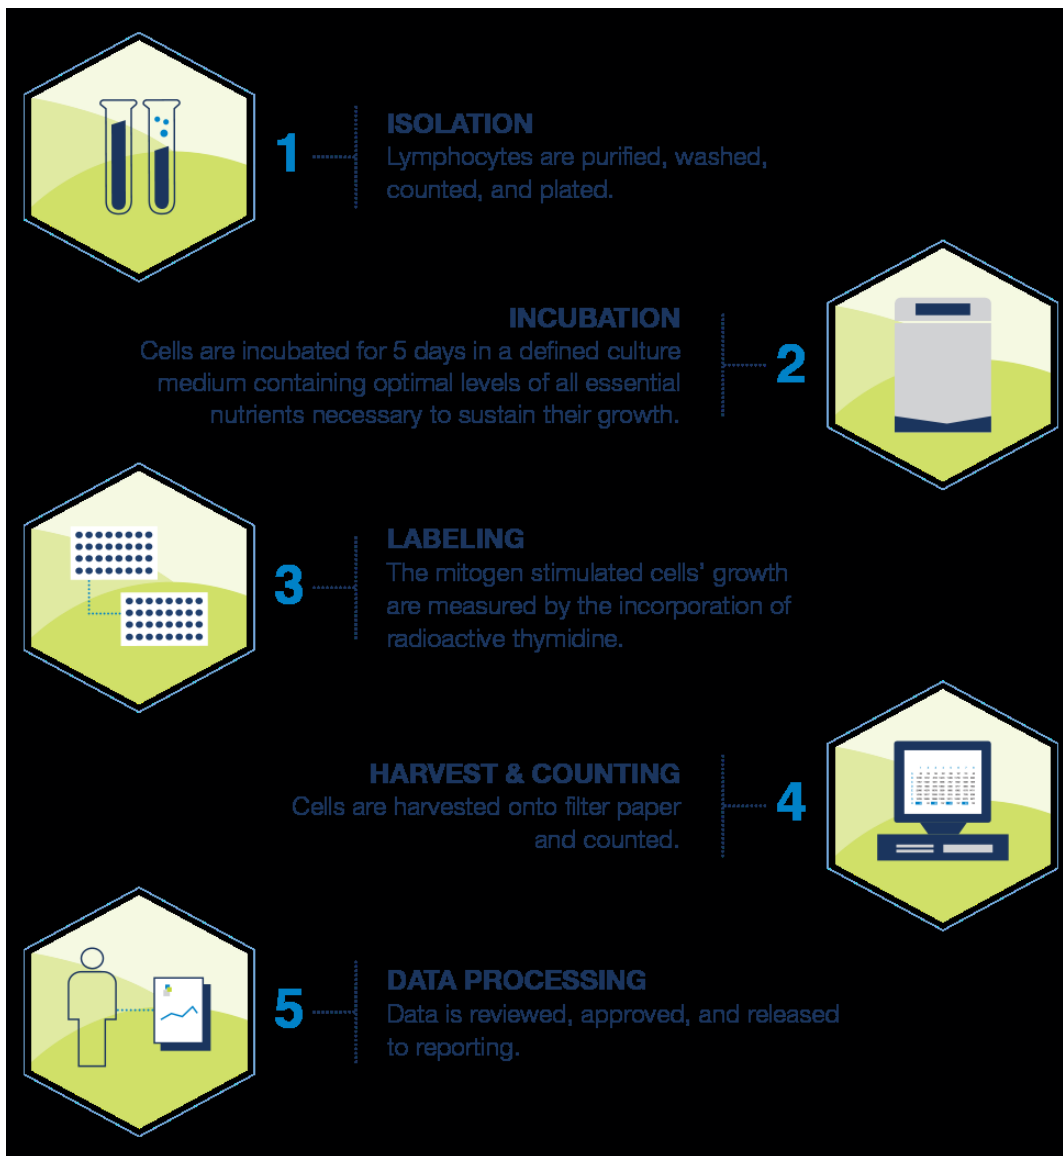 1
ISOLATION
Lymphocytes are purified, washed,
counted, and plated.
INCUBATION
Cells are incubated for 5 days in a defined culture
medium containing optimal levels of all essential
nutrients necessary to sustain their growth.
2
3
LABELING
The mitogen stimulated cells’ growth
are measured by the incorporation of
radioactive thymidine.
HARVEST & COUNTING
Cells are harvested onto filter paper
and counted.
4
5
DATA PROCESSING
Data is reviewed, approved, and released
to reporting.